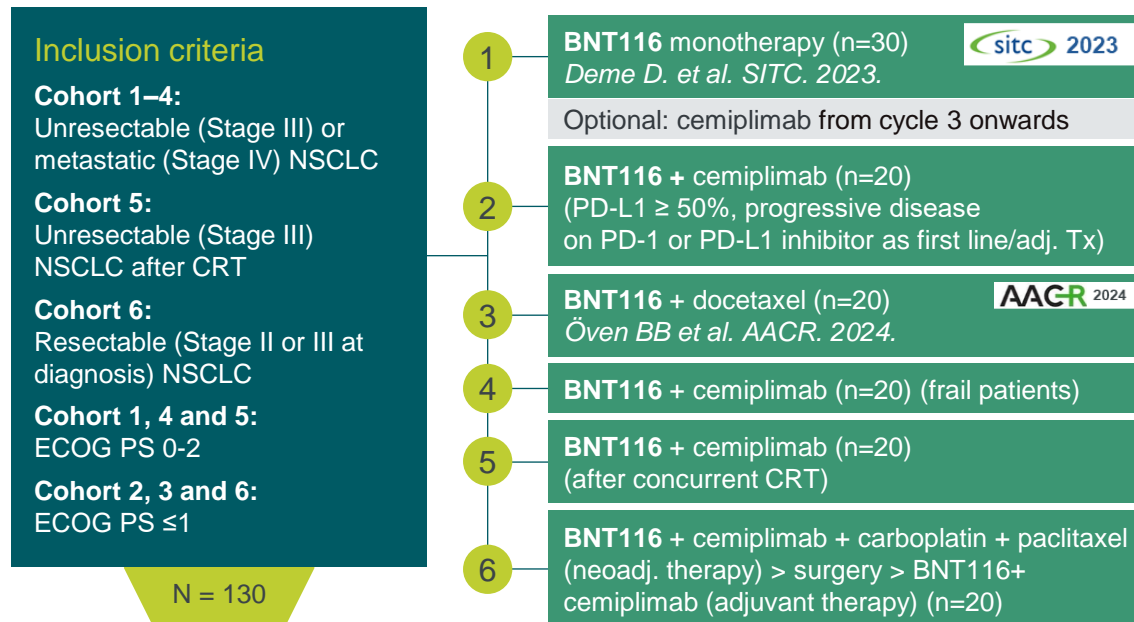 Inclusion criteria
Cohort 1–4:
Unresectable (Stage III) or
metastatic (Stage IV) NSCLC
Cohort 5:
Unresectable (Stage III)
NSCLC after CRT
Cohort 6:
Resectable (Stage II or III at
diagnosis) NSCLC
Cohort 1, 4 and 5:
ECOG PS 0-2
Cohort 2, 3 and 6:
ECOG PS ≤1
N = 130
1
BNT116 monotherapy (n=30)
Deme D. et al. SITC. 2023.
sitc 2023
Optional: cemiplimab from cycle 3 onwards
2
BNT116 + cemiplimab (n=20)
(PD-L1 ≥ 50%, progressive disease
on PD-1 or PD-L1 inhibitor as first line/adj. Tx)
3
BNT116 + docetaxel (n=20)
Öven BB et al. AACR. 2024.
AACR 2024
4
BNT116 + cemiplimab (n=20) (frail patients)
5
BNT116 + cemiplimab (n=20)
(after concurrent CRT)
6
BNT116 + cemiplimab + carboplatin + paclitaxel
(neoadj. therapy) > surgery > BNT116+
cemiplimab (adjuvant therapy) (n=20)